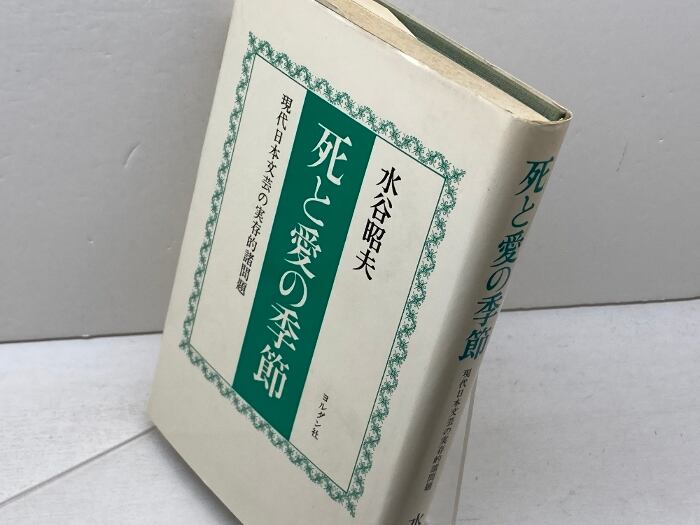 水谷昭夫
死と愛の季節
現代日本文芸の実存的諸問題
ヨルダン社
死と愛の季節
現代日本文芸の実存的諸問題
水